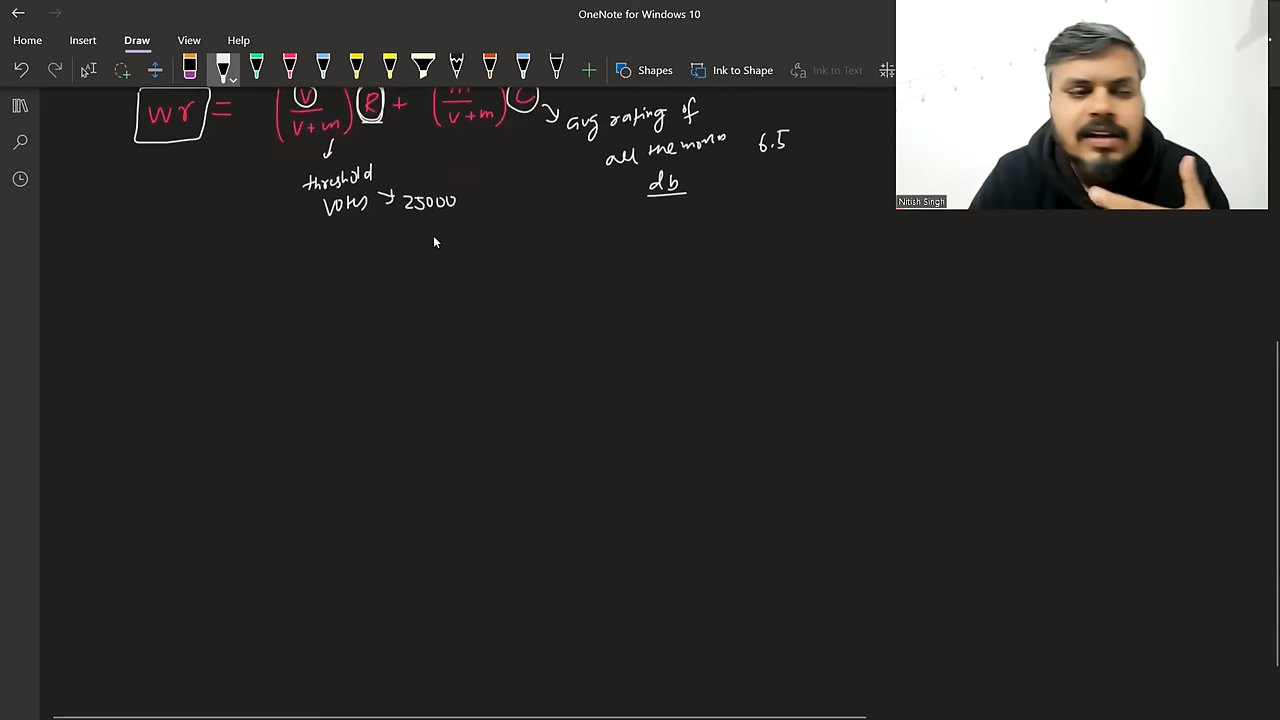 OneNote for Windows 10
Home Insert Draw View Help
Shapes Ink to Shape Ink to Text
wr = (v/v+m) R + (m/v+m) C
threshold
votes → 25000
avg rating of
all the 6.5
db
Nitish Singh